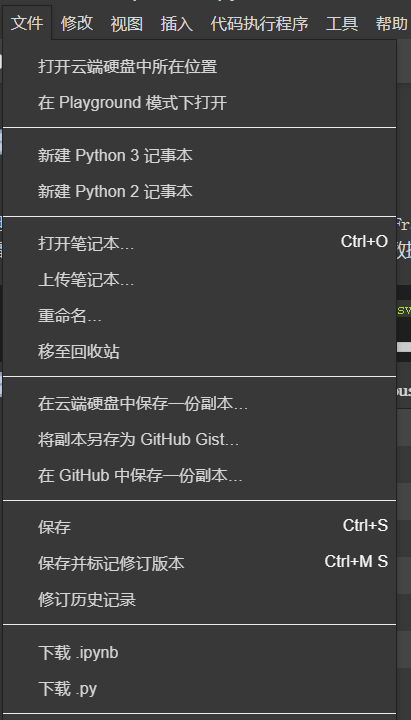 文件 修改 视图 插入 代码执行程序 工具 帮助
打开云端硬盘中所在位置
在 Playground 模式下打开
新建 Python 3 记事本
新建 Python 2 记事本
打开笔记本... Ctrl+O
上传笔记本...
重命名...
移至回收站
在云端硬盘中保存一份副本...
将副本另存为 GitHub Gist...
在 GitHub 中保存一份副本...
保存 Ctrl+S
保存并标记修订版本 Ctrl+M S
修订历史记录
下载 .ipynb
下载 .py